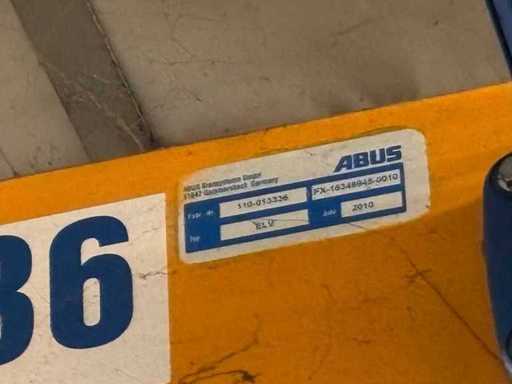 ABUS
ABUS Kransysteme GmbH
51647 Gummersbach Germany
Fabr. Nr. 110-013336 FX-16348945-0010
Typ ELV Jahr 2010
36